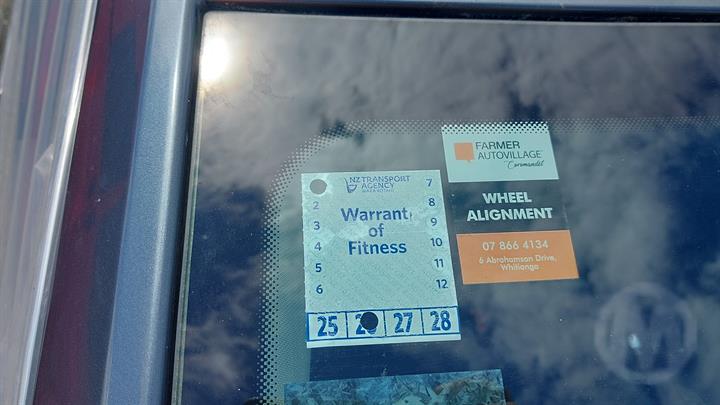 NZ TRANSPORT
AGENCY
WAKA KOTAHI
7
2
8
3
Warrant
9
4
of
10
5
Fitness
11
6
12
25
27
28
FARMER
AUTOVILLAGE
Coromandel
WHEEL
ALIGNMENT
07 866 4134
6 Abrahamson Drive,
Whitianga
M